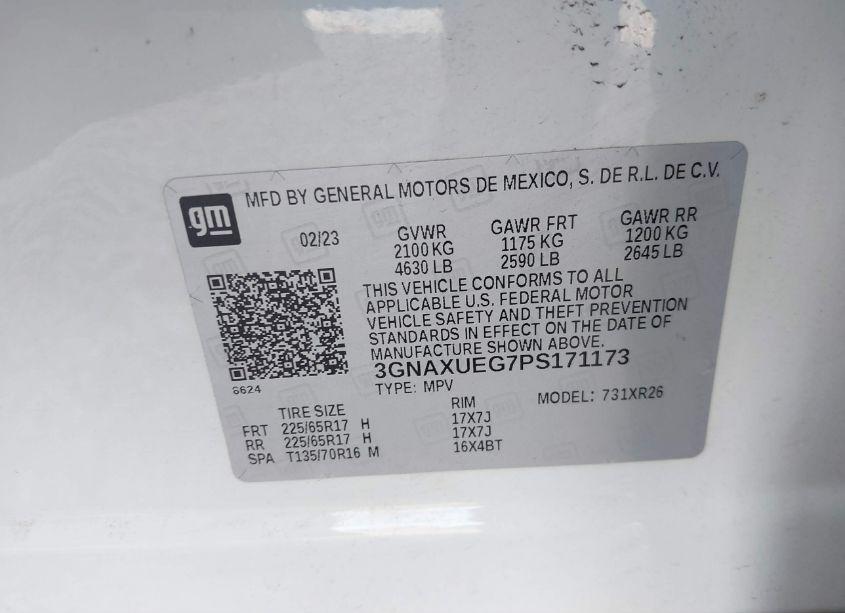 gm
MFD BY GENERAL MOTORS DE MEXICO, S. DE R.L. DE C.V.
02/23 GVWR GAWR FRT GAWR RR
2100 KG 1175 KG 1200 KG
4630 LB 2590 LB 2645 LB
THIS VEHICLE CONFORMS TO ALL
APPLICABLE U.S. FEDERAL MOTOR
VEHICLE SAFETY AND THEFT PREVENTION
STANDARDS IN EFFECT ON THE DATE OF
MANUFACTURE SHOWN ABOVE.
3GNAXUEG7PS171173
6624
TYPE: MPV
MODEL: 731XR26
TIRE SIZE RIM
FRT 225/65R17 H 17X7J
RR 225/65R17 H 17X7J
SPA T135/70R16 M 16X4BT